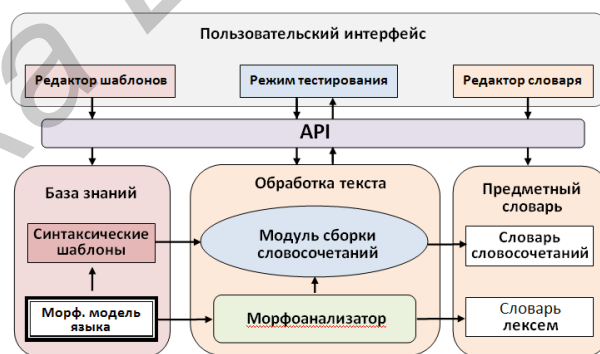 Пользовательский интерфейс
Редактор шаблонов
Режим тестирования
Редактор словаря
API
База знаний
Обработка текста
Предметный
словарь
Синтаксические
шаблоны
Модуль сборки
словосочетаний
Словарь
словосочетаний
Морф. модель
языка
Морфоанализатор
Словарь
лексем